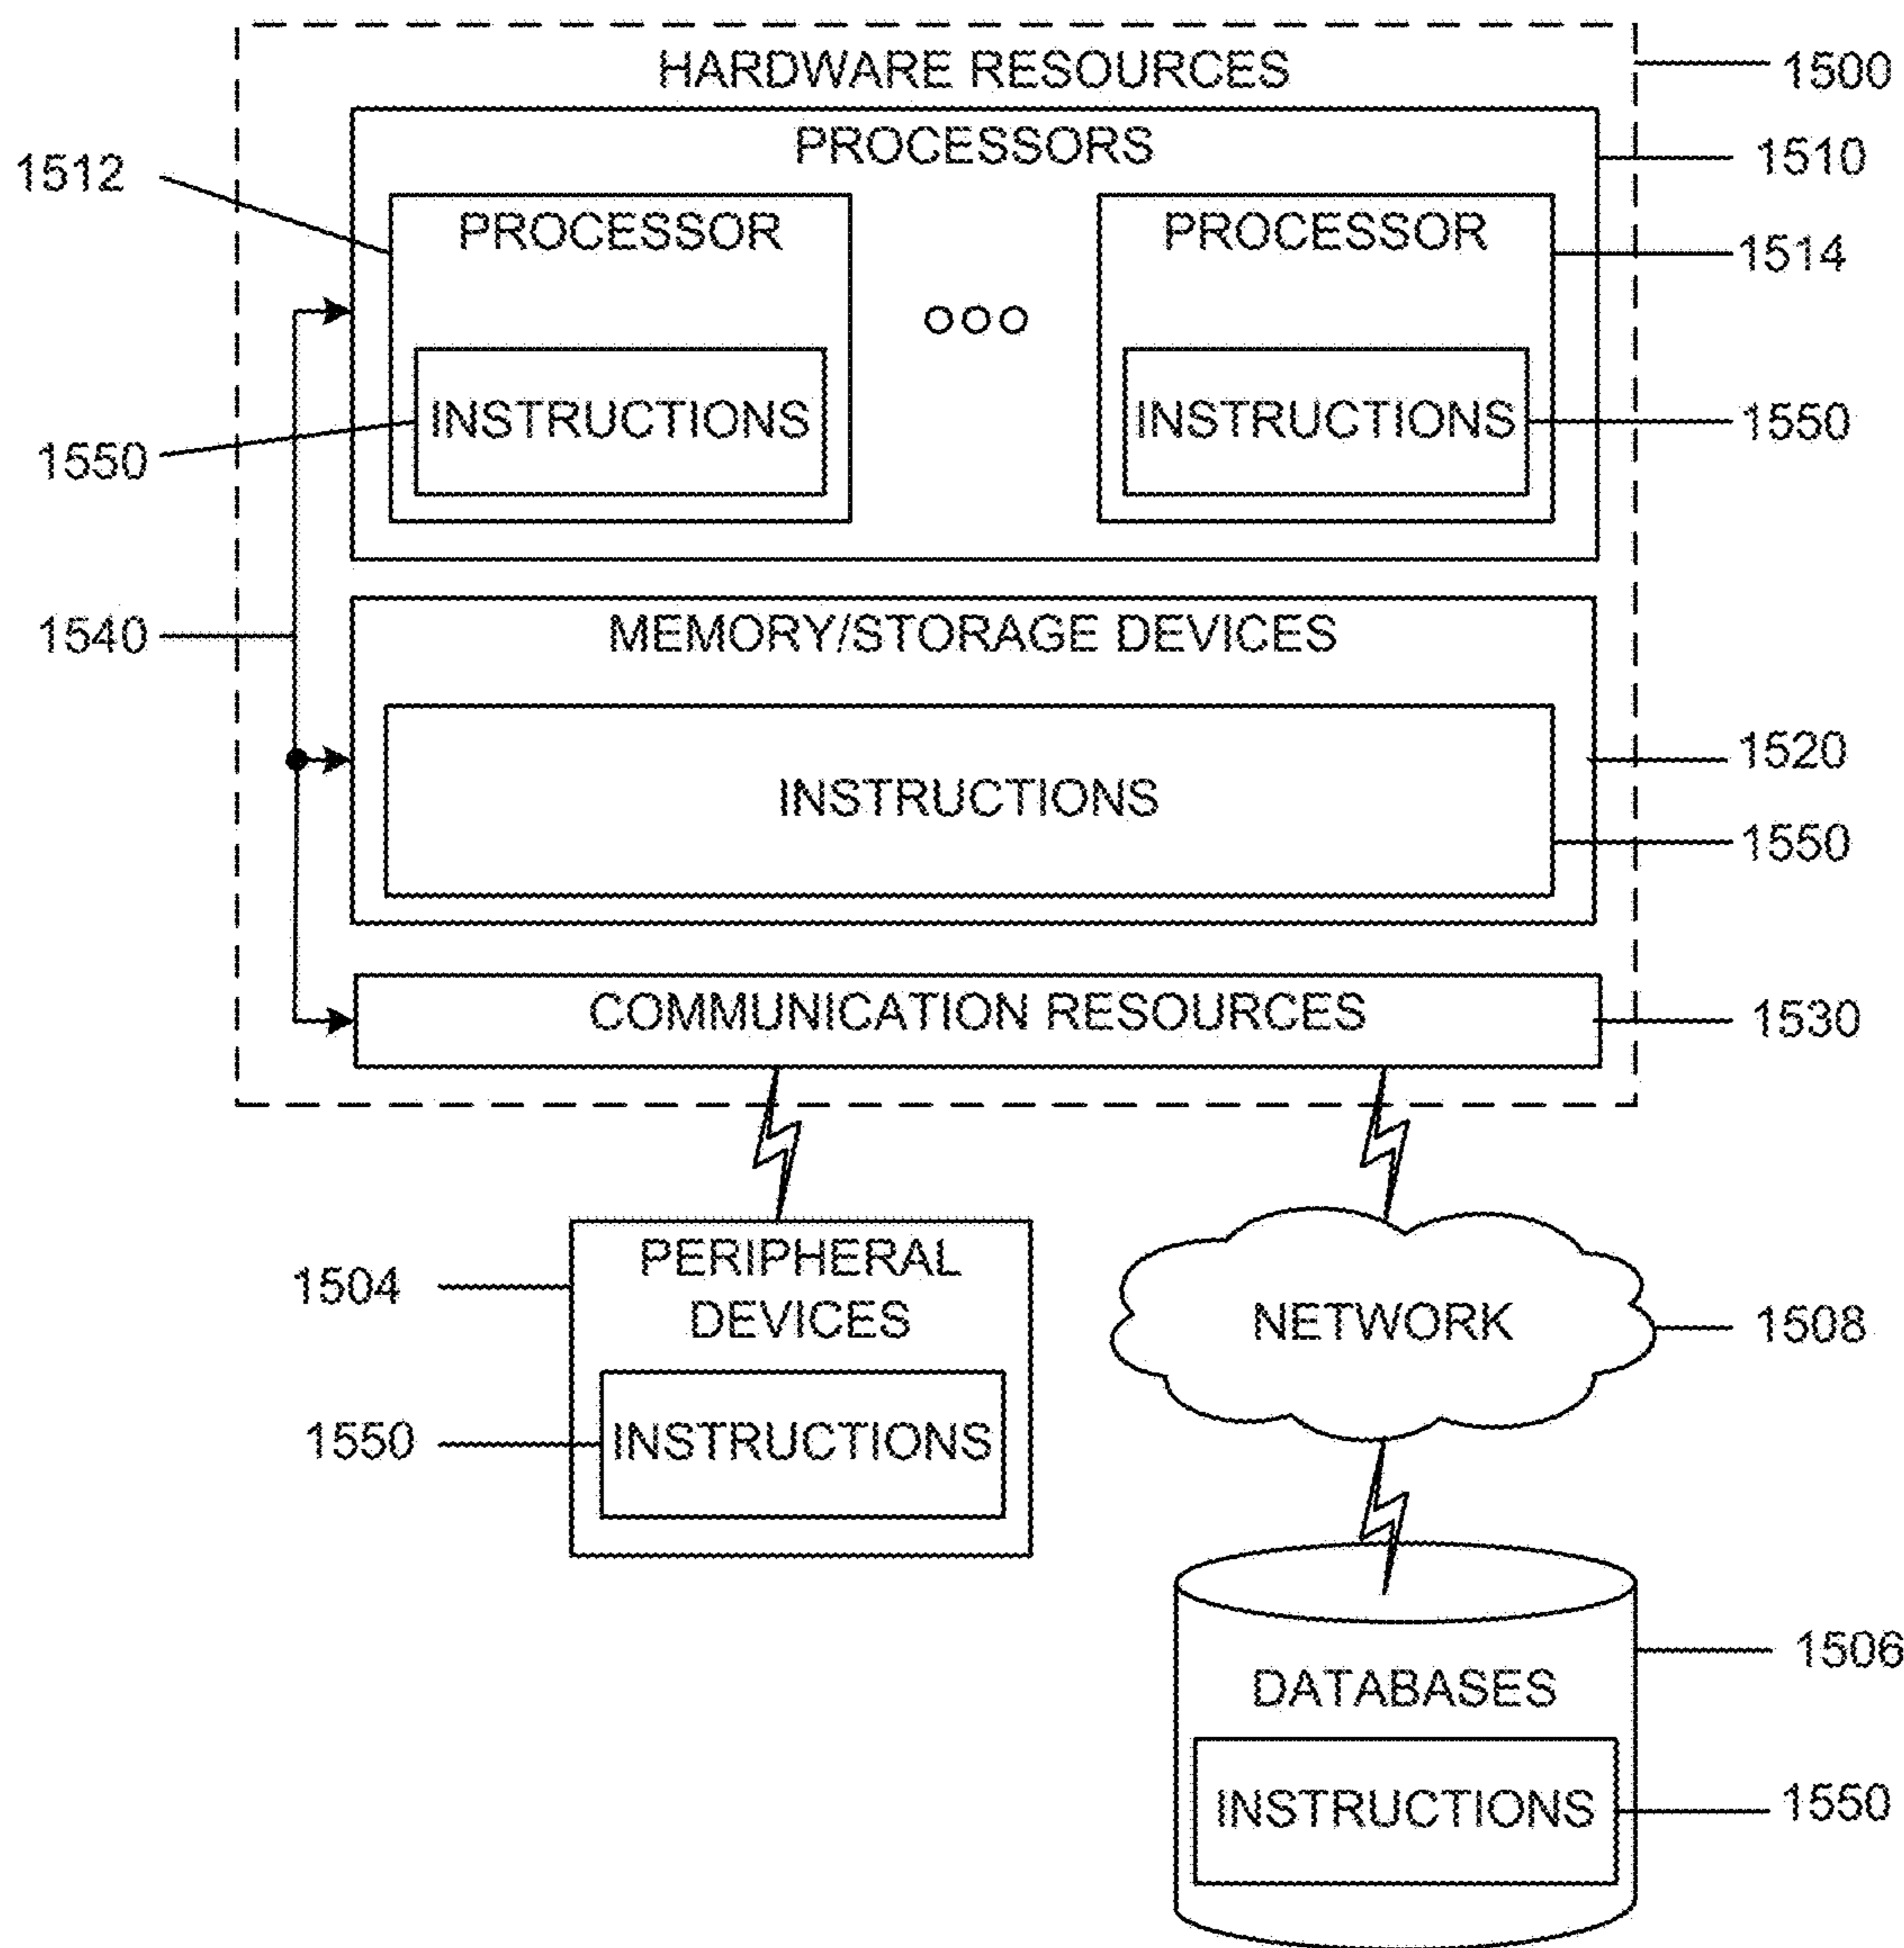 HARDWARE RESOURCES
1500
PROCESSORS
1510
1512
PROCESSOR
PROCESSOR
1514
INSTRUCTIONS
INSTRUCTIONS
1550
1550
1540
MEMORY/STORAGE DEVICES
1520
INSTRUCTIONS
1550
COMMUNICATION RESOURCES
1530
1504
PERIPHERAL
DEVICES
NETWORK
1508
1550
INSTRUCTIONS
1506
DATABASES
INSTRUCTIONS
1550